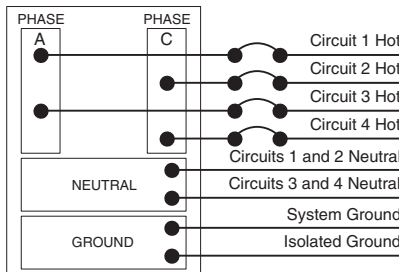 PHASE PHASE
A C
Circuit 1 Hot
Circuit 2 Hot
Circuit 3 Hot
Circuit 4 Hot
Circuits 1 and 2 Neutral
NEUTRAL
Circuits 3 and 4 Neutral
System Ground
GROUND
Isolated Ground